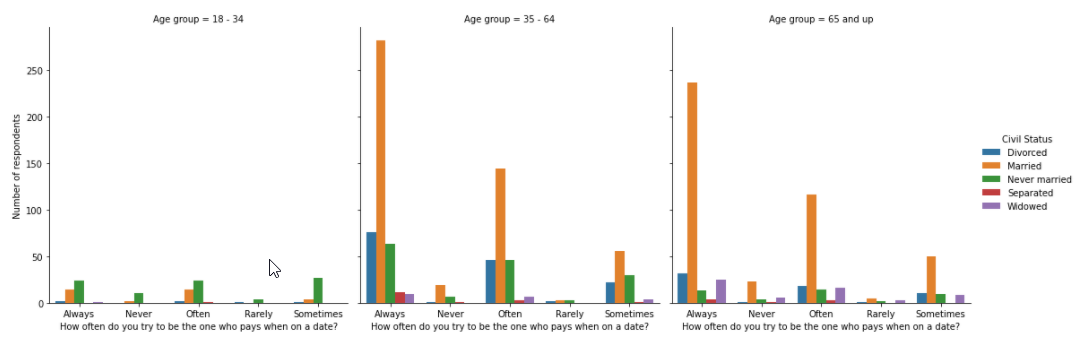 Age group = 18 - 34
Age group = 35 - 64
Age group = 65 and up
Number of respondents
250
200
150
100
50
0
Always Never Often Rarely Sometimes
How often do you try to be the one who pays when on a date?
Always Never Often Rarely Sometimes
How often do you try to be the one who pays when on a date?
Always Never Often Rarely Sometimes
How often do you try to be the one who pays when on a date?
Civil Status
Divorced
Married
Never married
Separated
Widowed